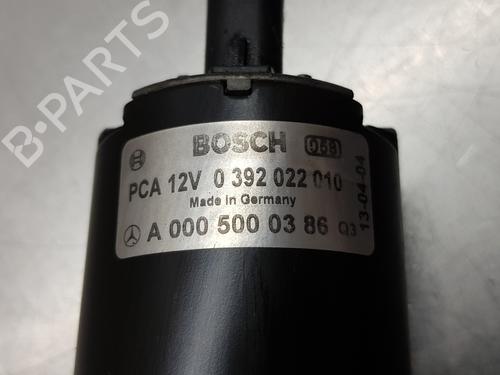 BOSCH 068
PCA 12V 0 392 022 010
Made in Germany
A 000 500 03 86 Q3
13-04-04
B-PARTS